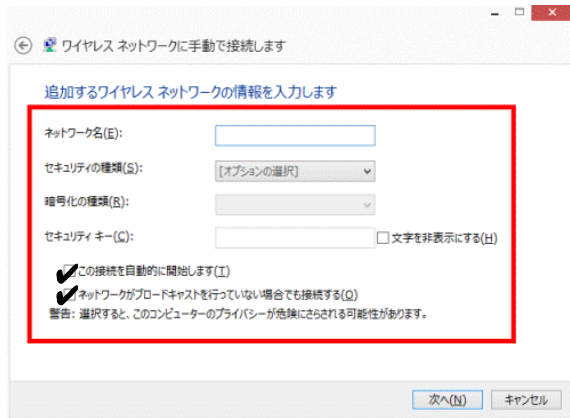 ワイヤレス ネットワークに手動で接続します
追加するワイヤレス ネットワークの情報を入力します
ネットワーク名(E):
セキュリティの種類(S):
[オプションの選択]
暗号化の種類(R):
セキュリティ キー(C):
文字を非表示にする(H)
この接続を自動的に開始します(T)
ネットワークがブロードキャストを行っていない場合でも接続する(O)
警告: 選択すると、このコンピューターのプライバシーが危険にさらされる可能性があります。
次へ(N)
キャンセル